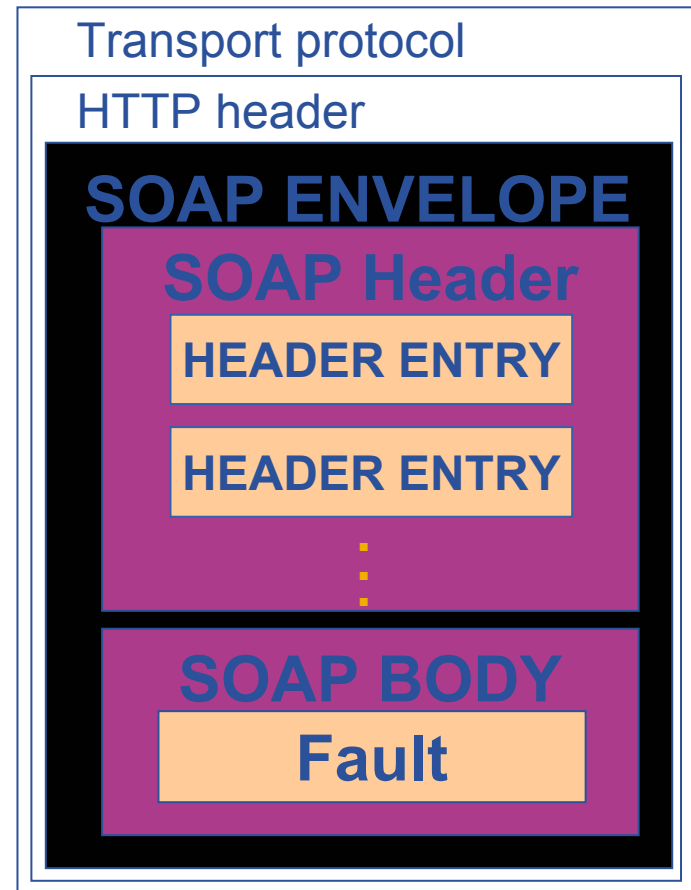 Transport protocol
HTTP header
SOAP ENVELOPE
SOAP Header
HEADER ENTRY
HEADER ENTRY
SOAP BODY
Fault